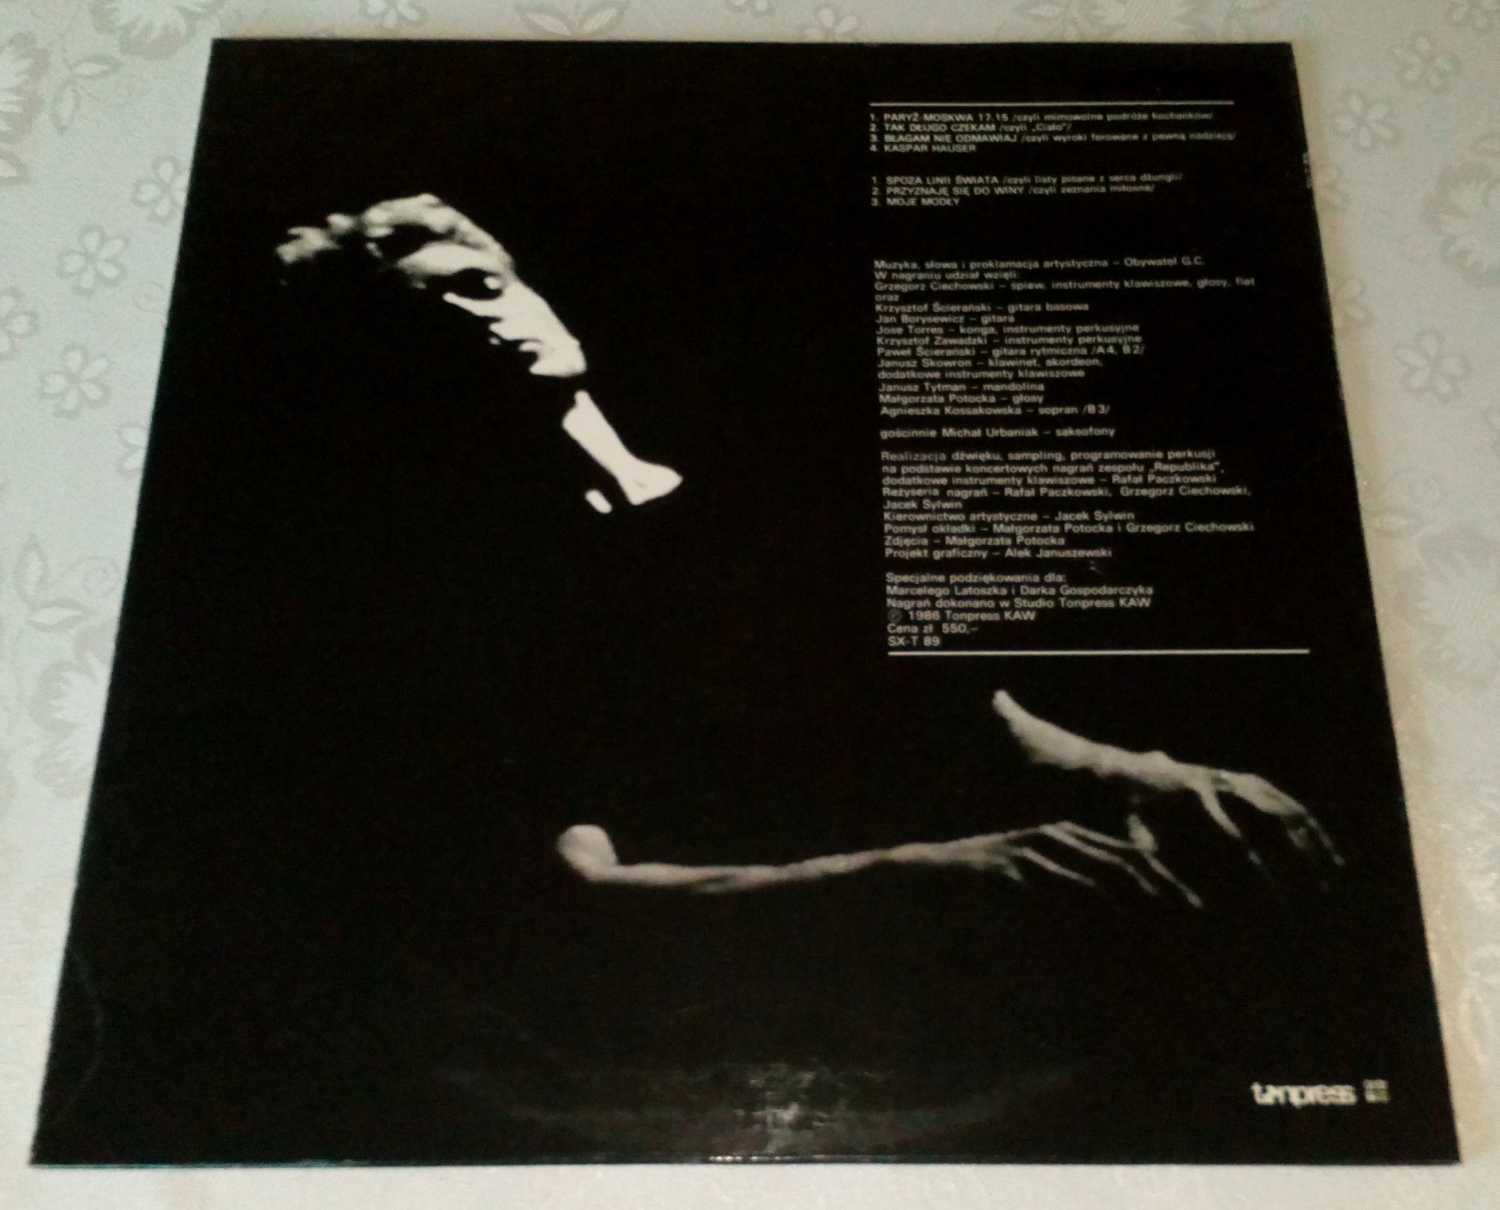 1. PARYŻ-MOSKWA 17.15 /czyli mimowolne podróże kochanków/
2. TAK DŁUGO CZEKAM /czyli „Ciało"/
3. BŁAGAM NIE ODMAWIAJ /czyli wyroki ferowane z pewną nadzieją/
4. KASPAR HAUSER
1. SPOZA LINII ŚWIATA /czyli listy pisane z serca dżungli/
2. PRZYZNAJĘ SIĘ DO WINY /czyli zeznania miłosne/
3. MOJE MODŁY
Muzyka, słowa i proklamacja artystyczna – Obywatel G.C.
W nagraniu udział wzięli:
Grzegorz Ciechowski – śpiew, instrumenty klawiszowe, głosy, flet
oraz
Krzysztof Ścierański – gitara basowa
Jan Borysewicz – gitara
Jose Torres – konga, instrumenty perkusyjne
Krzysztof Zawadzki – instrumenty perkusyjne
Paweł Ścierański – gitara rytmiczna /A4, B2/
Janusz Skowron – klawinet, akordeon,
dodatkowe instrumenty klawiszowe
Janusz Tytman – mandolina
Małgorzata Potocka – głosy
Agnieszka Kossakowska – sopran /B3/
gościnnie Michał Urbaniak – saksofony
Realizacja dźwięku, sampling, programowanie perkusji
na podstawie koncertowych nagrań zespołu „Republika",
dodatkowe instrumenty klawiszowe – Rafał Paczkowski
Reżyseria nagrań – Rafał Paczkowski, Grzegorz Ciechowski,
Jacek Sylwin
Kierownictwo artystyczne – Jacek Sylwin
Pomysł okładki – Małgorzata Potocka i Grzegorz Ciechowski
Zdjęcia – Małgorzata Potocka
Projekt graficzny – Alek Januszewski
Specjalne podziękowania dla:
Marcelego Latoszka i Darka Gospodarczyka
Nagrań dokonano w Studio Tonpress KAW
℗ 1986 Tonpress KAW
Cena zł 550,–
SX-T 89
tonpress